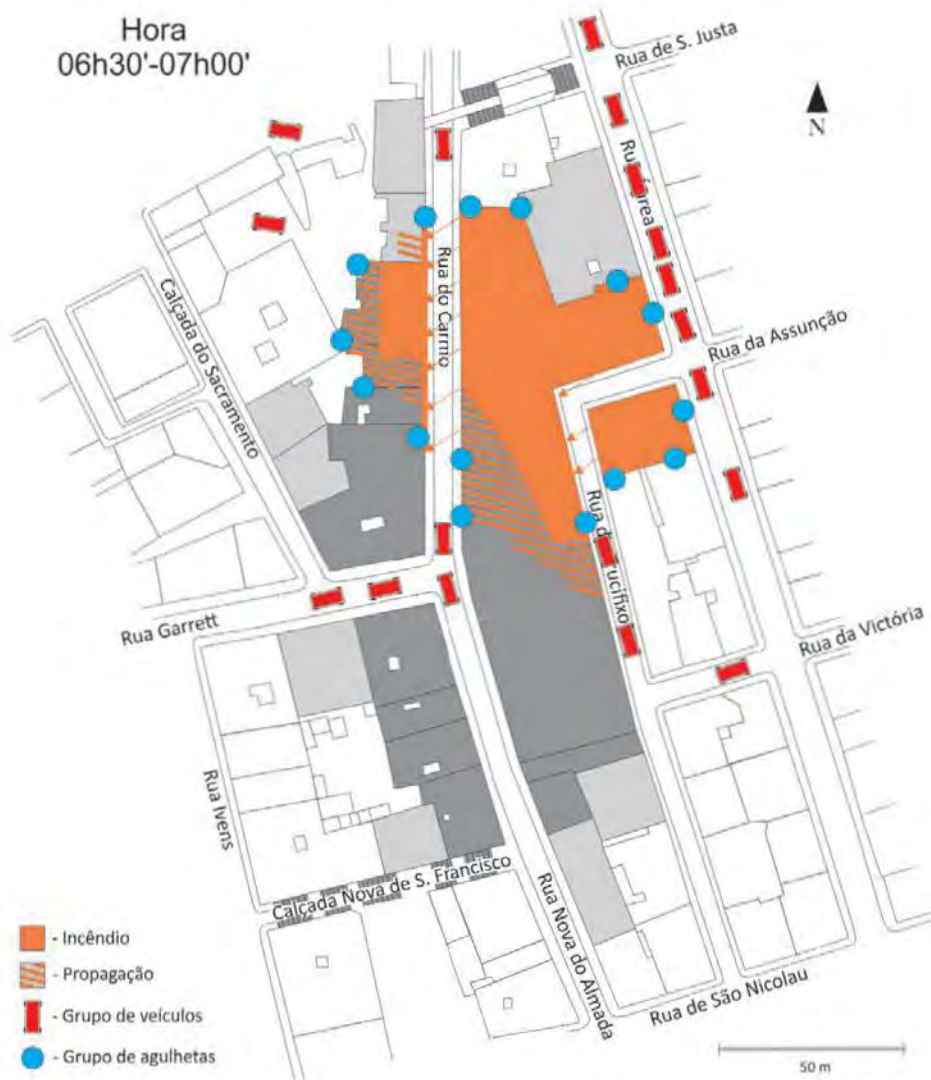 Hora
06h30'-07h00'
Rua de S. Justa
N
Rua do Carmo
Calçada do Sacramento
Rua da Assunção
Rua Garrett
Rua da Victória
Rua Ivens
Calçada Nova de S. Francisco
Rua Nova do Almada
Rua de São Nicolau
- Incêndio
- Propagação
- Grupo de veículos
- Grupo de agulhetas
50 m